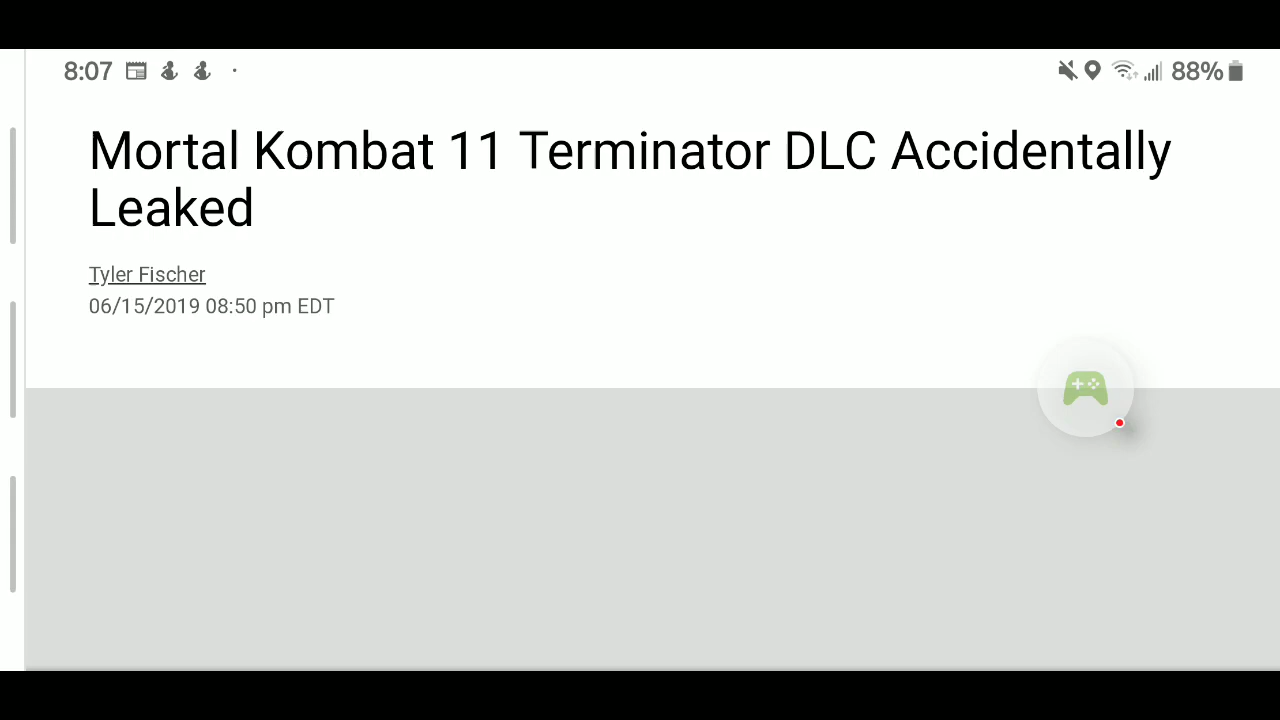 8:07 88%
Mortal Kombat 11 Terminator DLC Accidentally
Leaked
Tyler Fischer
06/15/2019 08:50 pm EDT